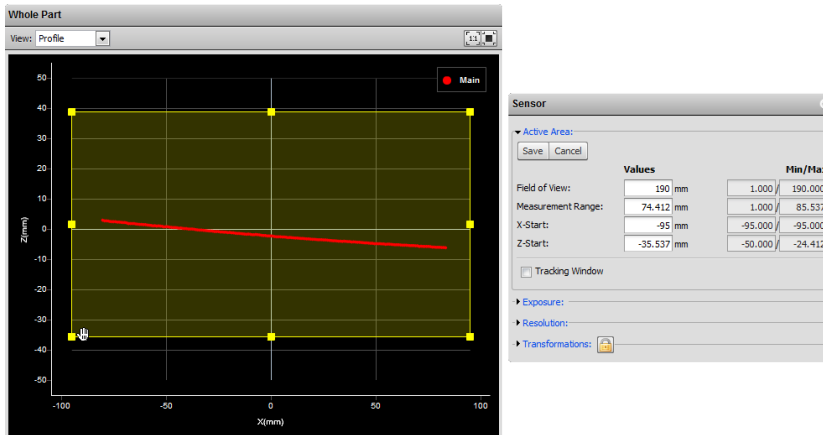 Whole Part
View: Profile
1:1
Main
50
40
30
20
10
0
-10
-20
-30
-40
-50
Z(mm)
-100 -50 0 50 100
X(mm)
Sensor
Active Area:
Save Cancel
Values Min/Max
Field of View: 190 mm 1.000 / 190.000
Measurement Range: 74.412 mm 1.000 / 85.537
X-Start: -95 mm -95.000 / -95.000
Z-Start: -35.537 mm -50.000 / -24.412
Tracking Window
Exposure:
Resolution:
Transformations: